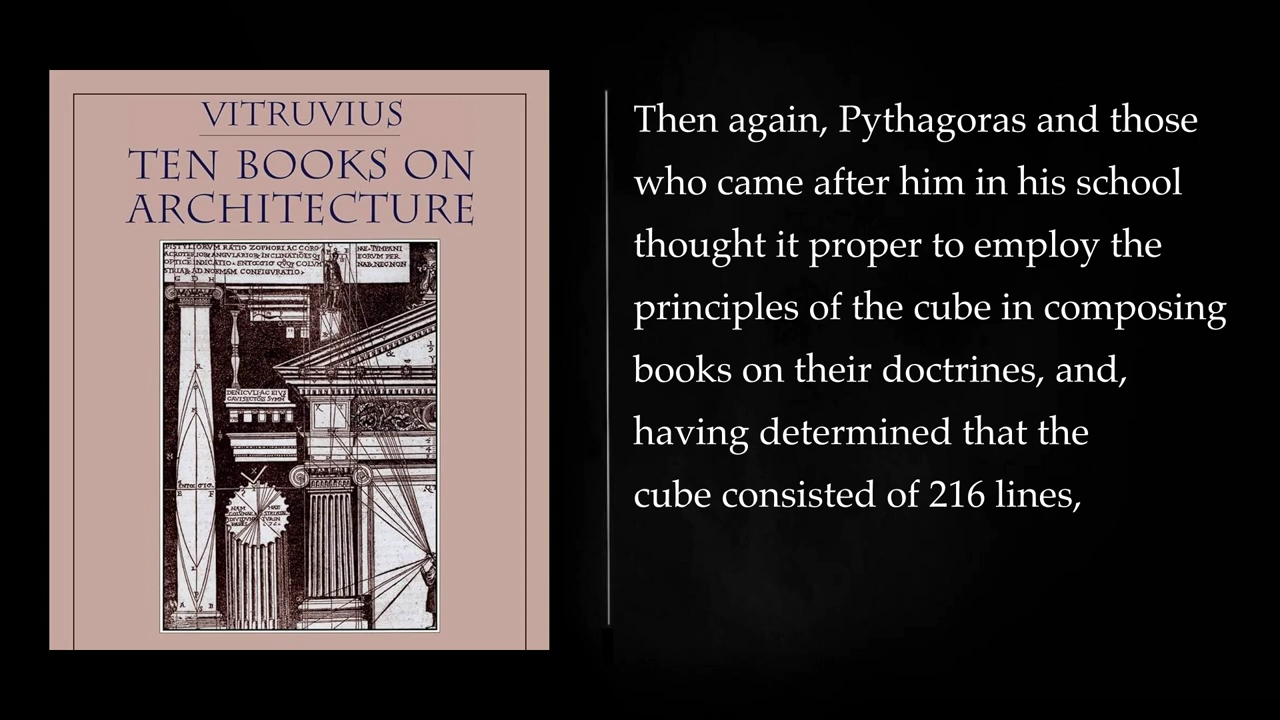 VITRUVIUS
TEN BOOKS ON
ARCHITECTURE
Then again, Pythagoras and those
who came after him in his school
thought it proper to employ the
principles of the cube in composing
books on their doctrines, and,
having determined that the
cube consisted of 216 lines,